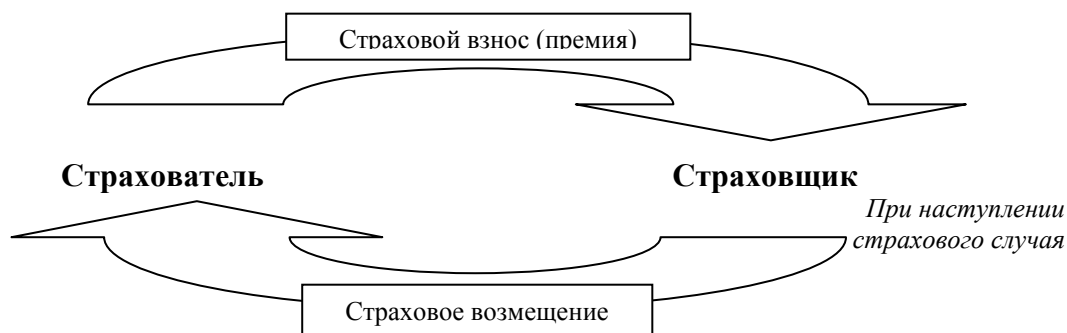 Страховой взнос (премия)
Страхователь
Страховщик
При наступлении
страхового случая
Страховое возмещение